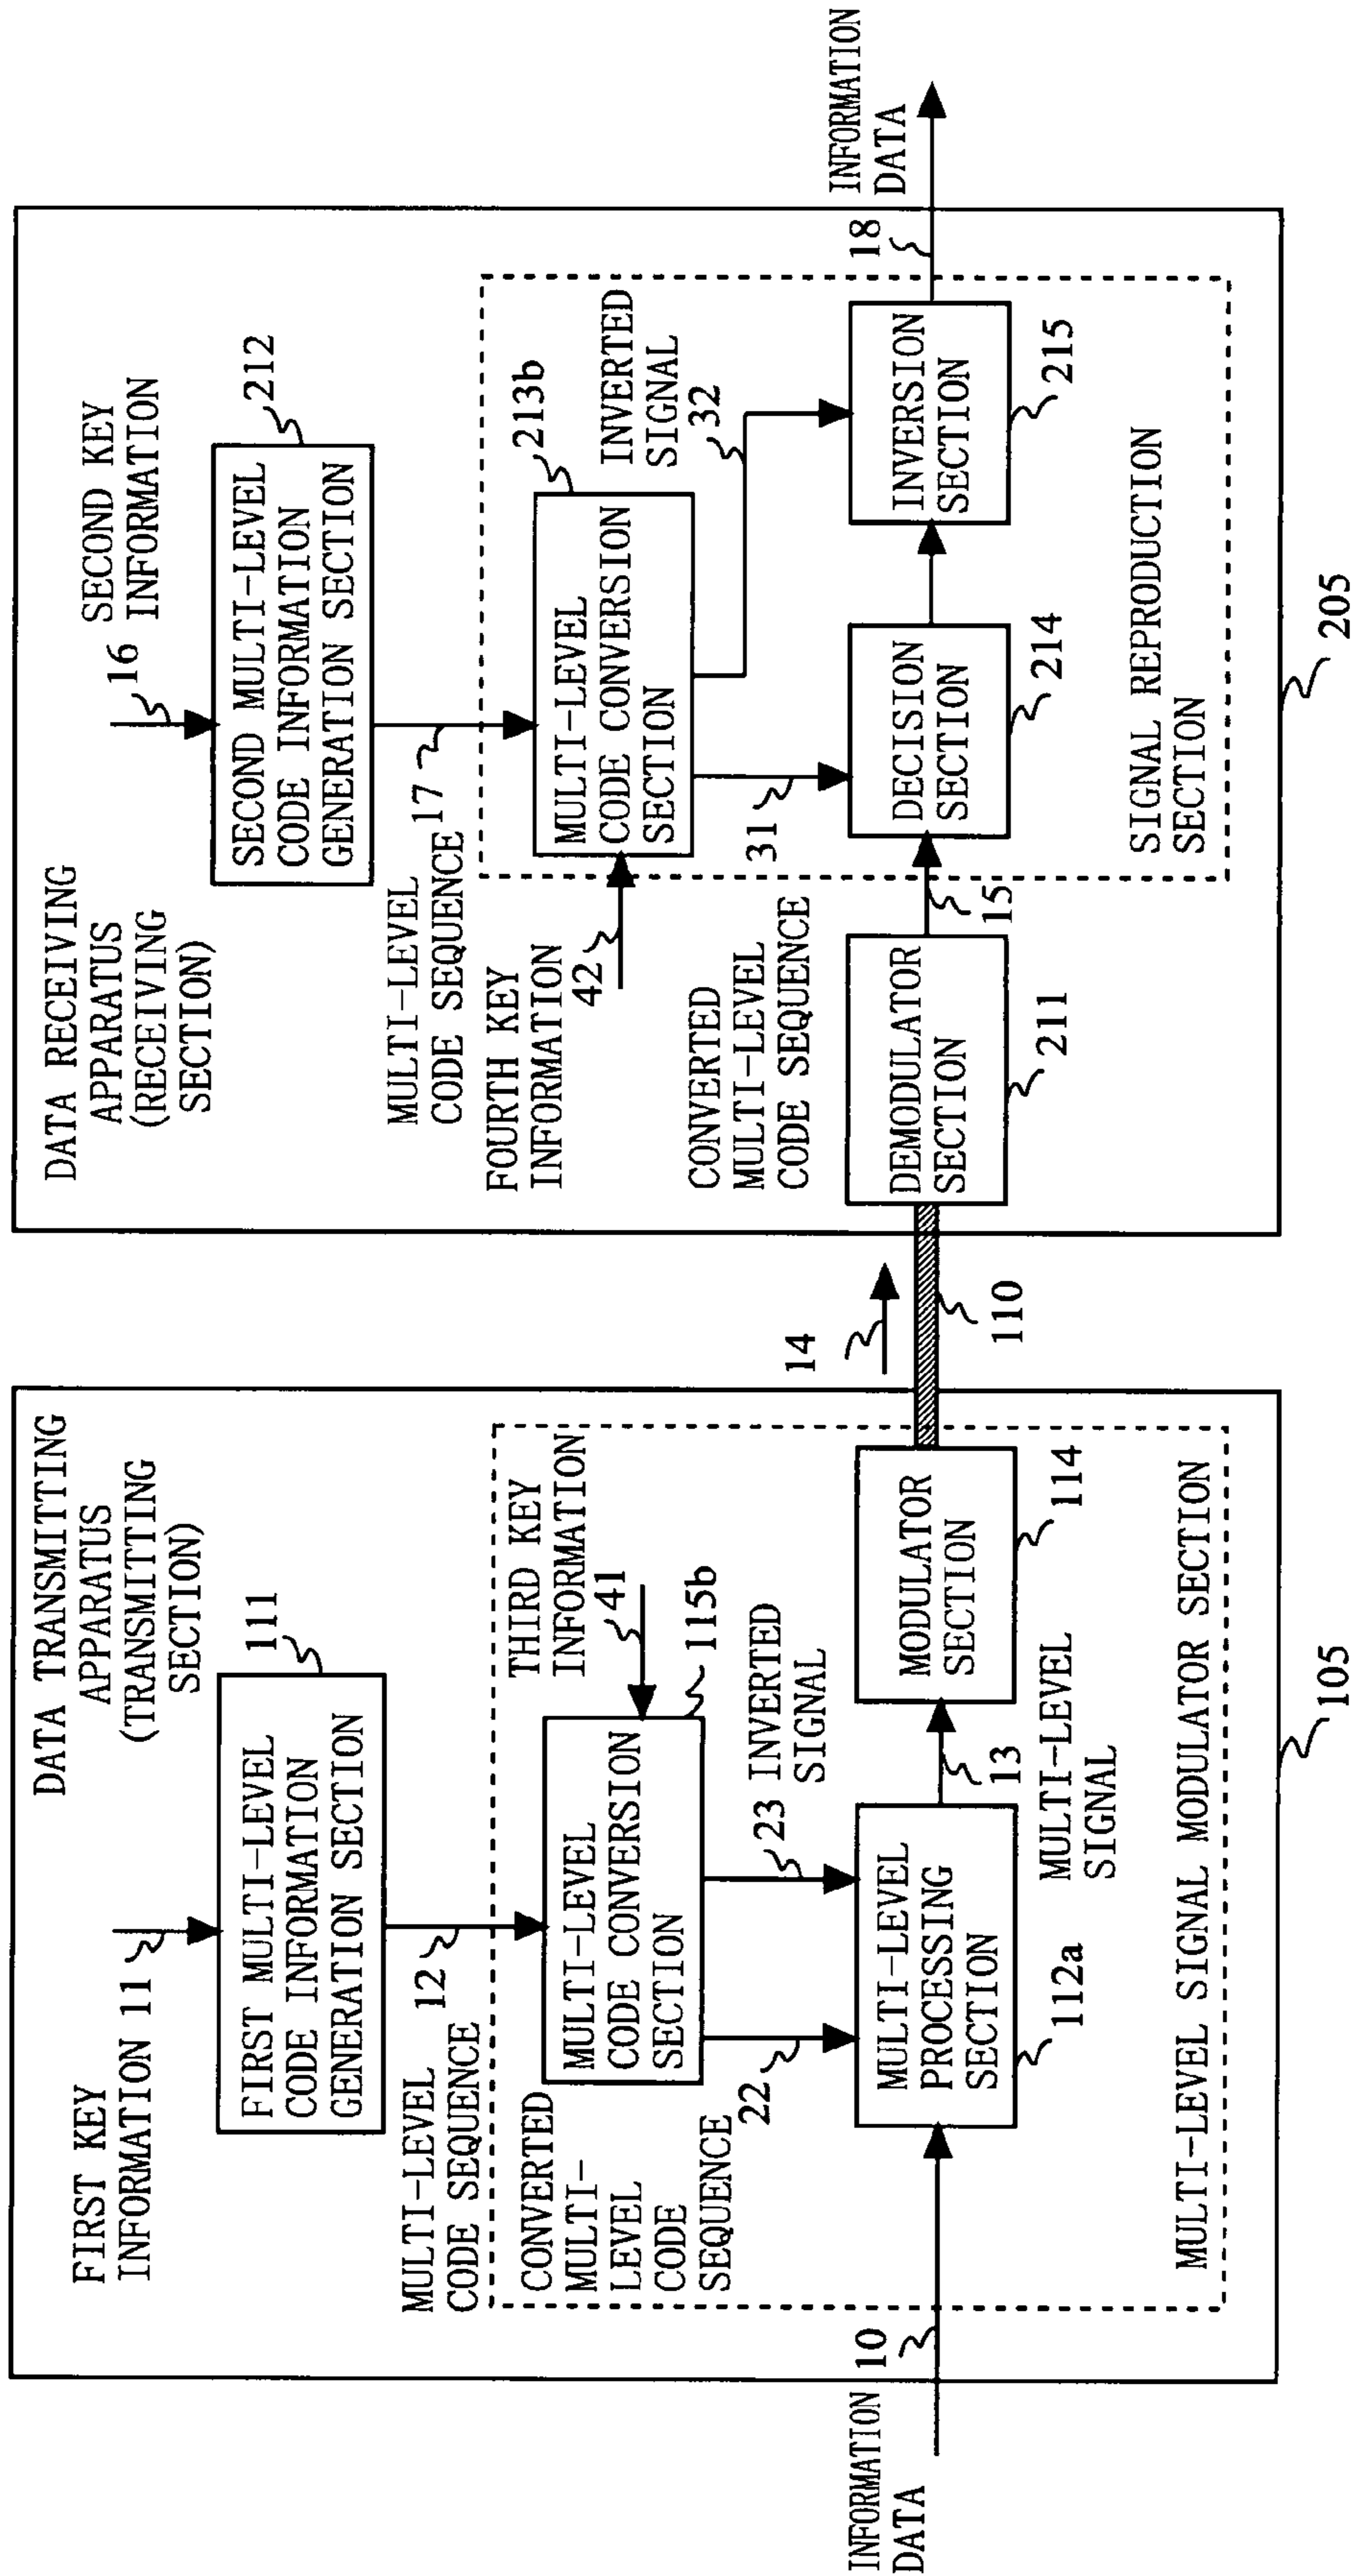 DATA TRANSMITTING
APPARATUS
(TRANSMITTING
SECTION)
FIRST KEY
INFORMATION 11
FIRST MULTI-LEVEL
CODE INFORMATION
GENERATION SECTION
111
12
MULTI-LEVEL
CODE SEQUENCE
THIRD KEY
INFORMATION
41
115b
MULTI-LEVEL
CODE CONVERSION
SECTION
CONVERTED
MULTI-
LEVEL
CODE
SEQUENCE
22
23
INVERTED
SIGNAL
INFORMATION
DATA
10
MULTI-LEVEL
PROCESSING
SECTION
112a
13
MULTI-LEVEL
SIGNAL
MODULATOR
SECTION
114
MULTI-LEVEL SIGNAL MODULATOR SECTION
105
14
110
DATA RECEIVING
APPARATUS
(RECEIVING
SECTION)
16
SECOND KEY
INFORMATION
SECOND MULTI-LEVEL
CODE INFORMATION
GENERATION SECTION
212
MULTI-LEVEL
CODE SEQUENCE
17
FOURTH KEY
INFORMATION
42
MULTI-LEVEL
CODE CONVERSION
SECTION
213b
INVERTED
SIGNAL
32
31
CONVERTED
MULTI-LEVEL
CODE SEQUENCE
DEMODULATOR
SECTION
211
15
DECISION
SECTION
214
INVERSION
SECTION
215
18
INFORMATION
DATA
SIGNAL REPRODUCTION
SECTION
205